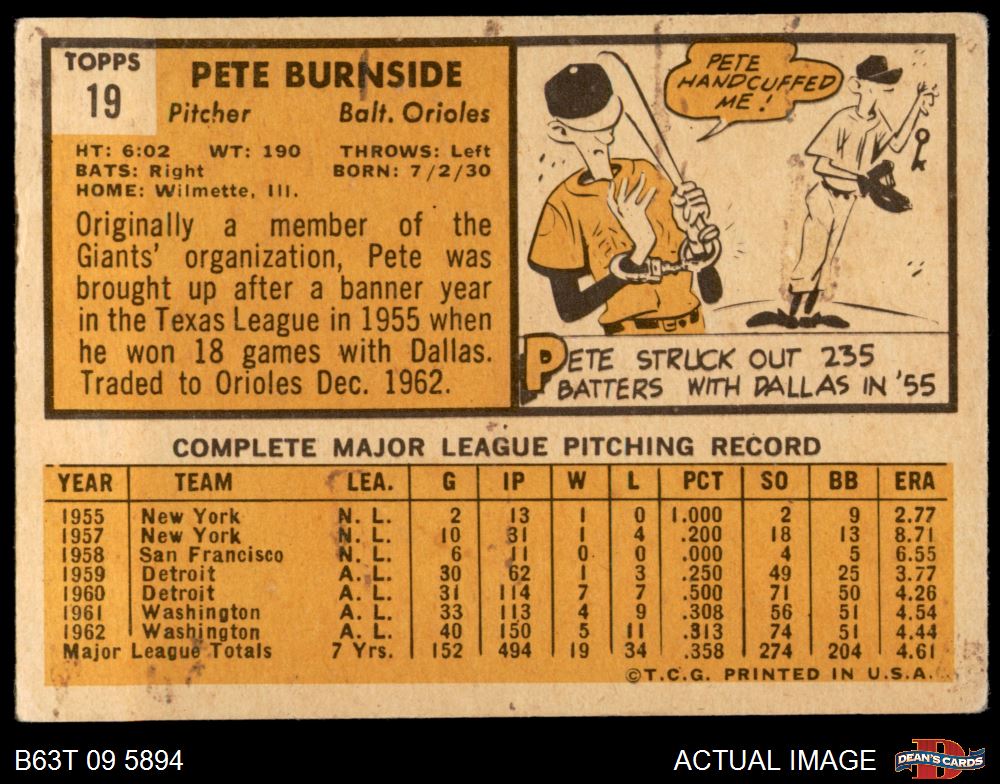 TOPPS
19
PETE BURNSIDE
Pitcher Balt. Orioles
HT: 6:02 WT: 190 THROWS: Left
BATS: Right BORN: 7/2/30
HOME: Wilmette, Ill.
Originally a member of the
Giants' organization, Pete was
brought up after a banner year
in the Texas League in 1955 when
he won 18 games with Dallas.
Traded to Orioles Dec. 1962.
PETE
HANDCUFFED
ME!
PETE STRUCK OUT 235
BATTERS WITH DALLAS IN '55
COMPLETE MAJOR LEAGUE PITCHING RECORD
YEAR TEAM LEA. G IP W L PCT SO BB ERA
1955 New York N. L. 2 13 1 0 1.000 2 9 2.77
1957 New York N. L. 10 31 1 4 .200 18 13 8.71
1958 San Francisco N. L. 6 11 0 0 .000 4 5 6.55
1959 Detroit A. L. 30 62 1 3 .250 49 25 3.77
1960 Detroit A. L. 31 114 7 7 .500 71 50 4.26
1961 Washington A. L. 33 113 4 9 .308 56 51 4.54
1962 Washington A. L. 40 150 5 11 .313 74 51 4.44
Major League Totals 7 Yrs. 152 494 19 34 .358 274 204 4.61
©T.C.G. PRINTED IN U.S.A.
B63T 09 5894 ACTUAL IMAGE
DEAN'S CARDS